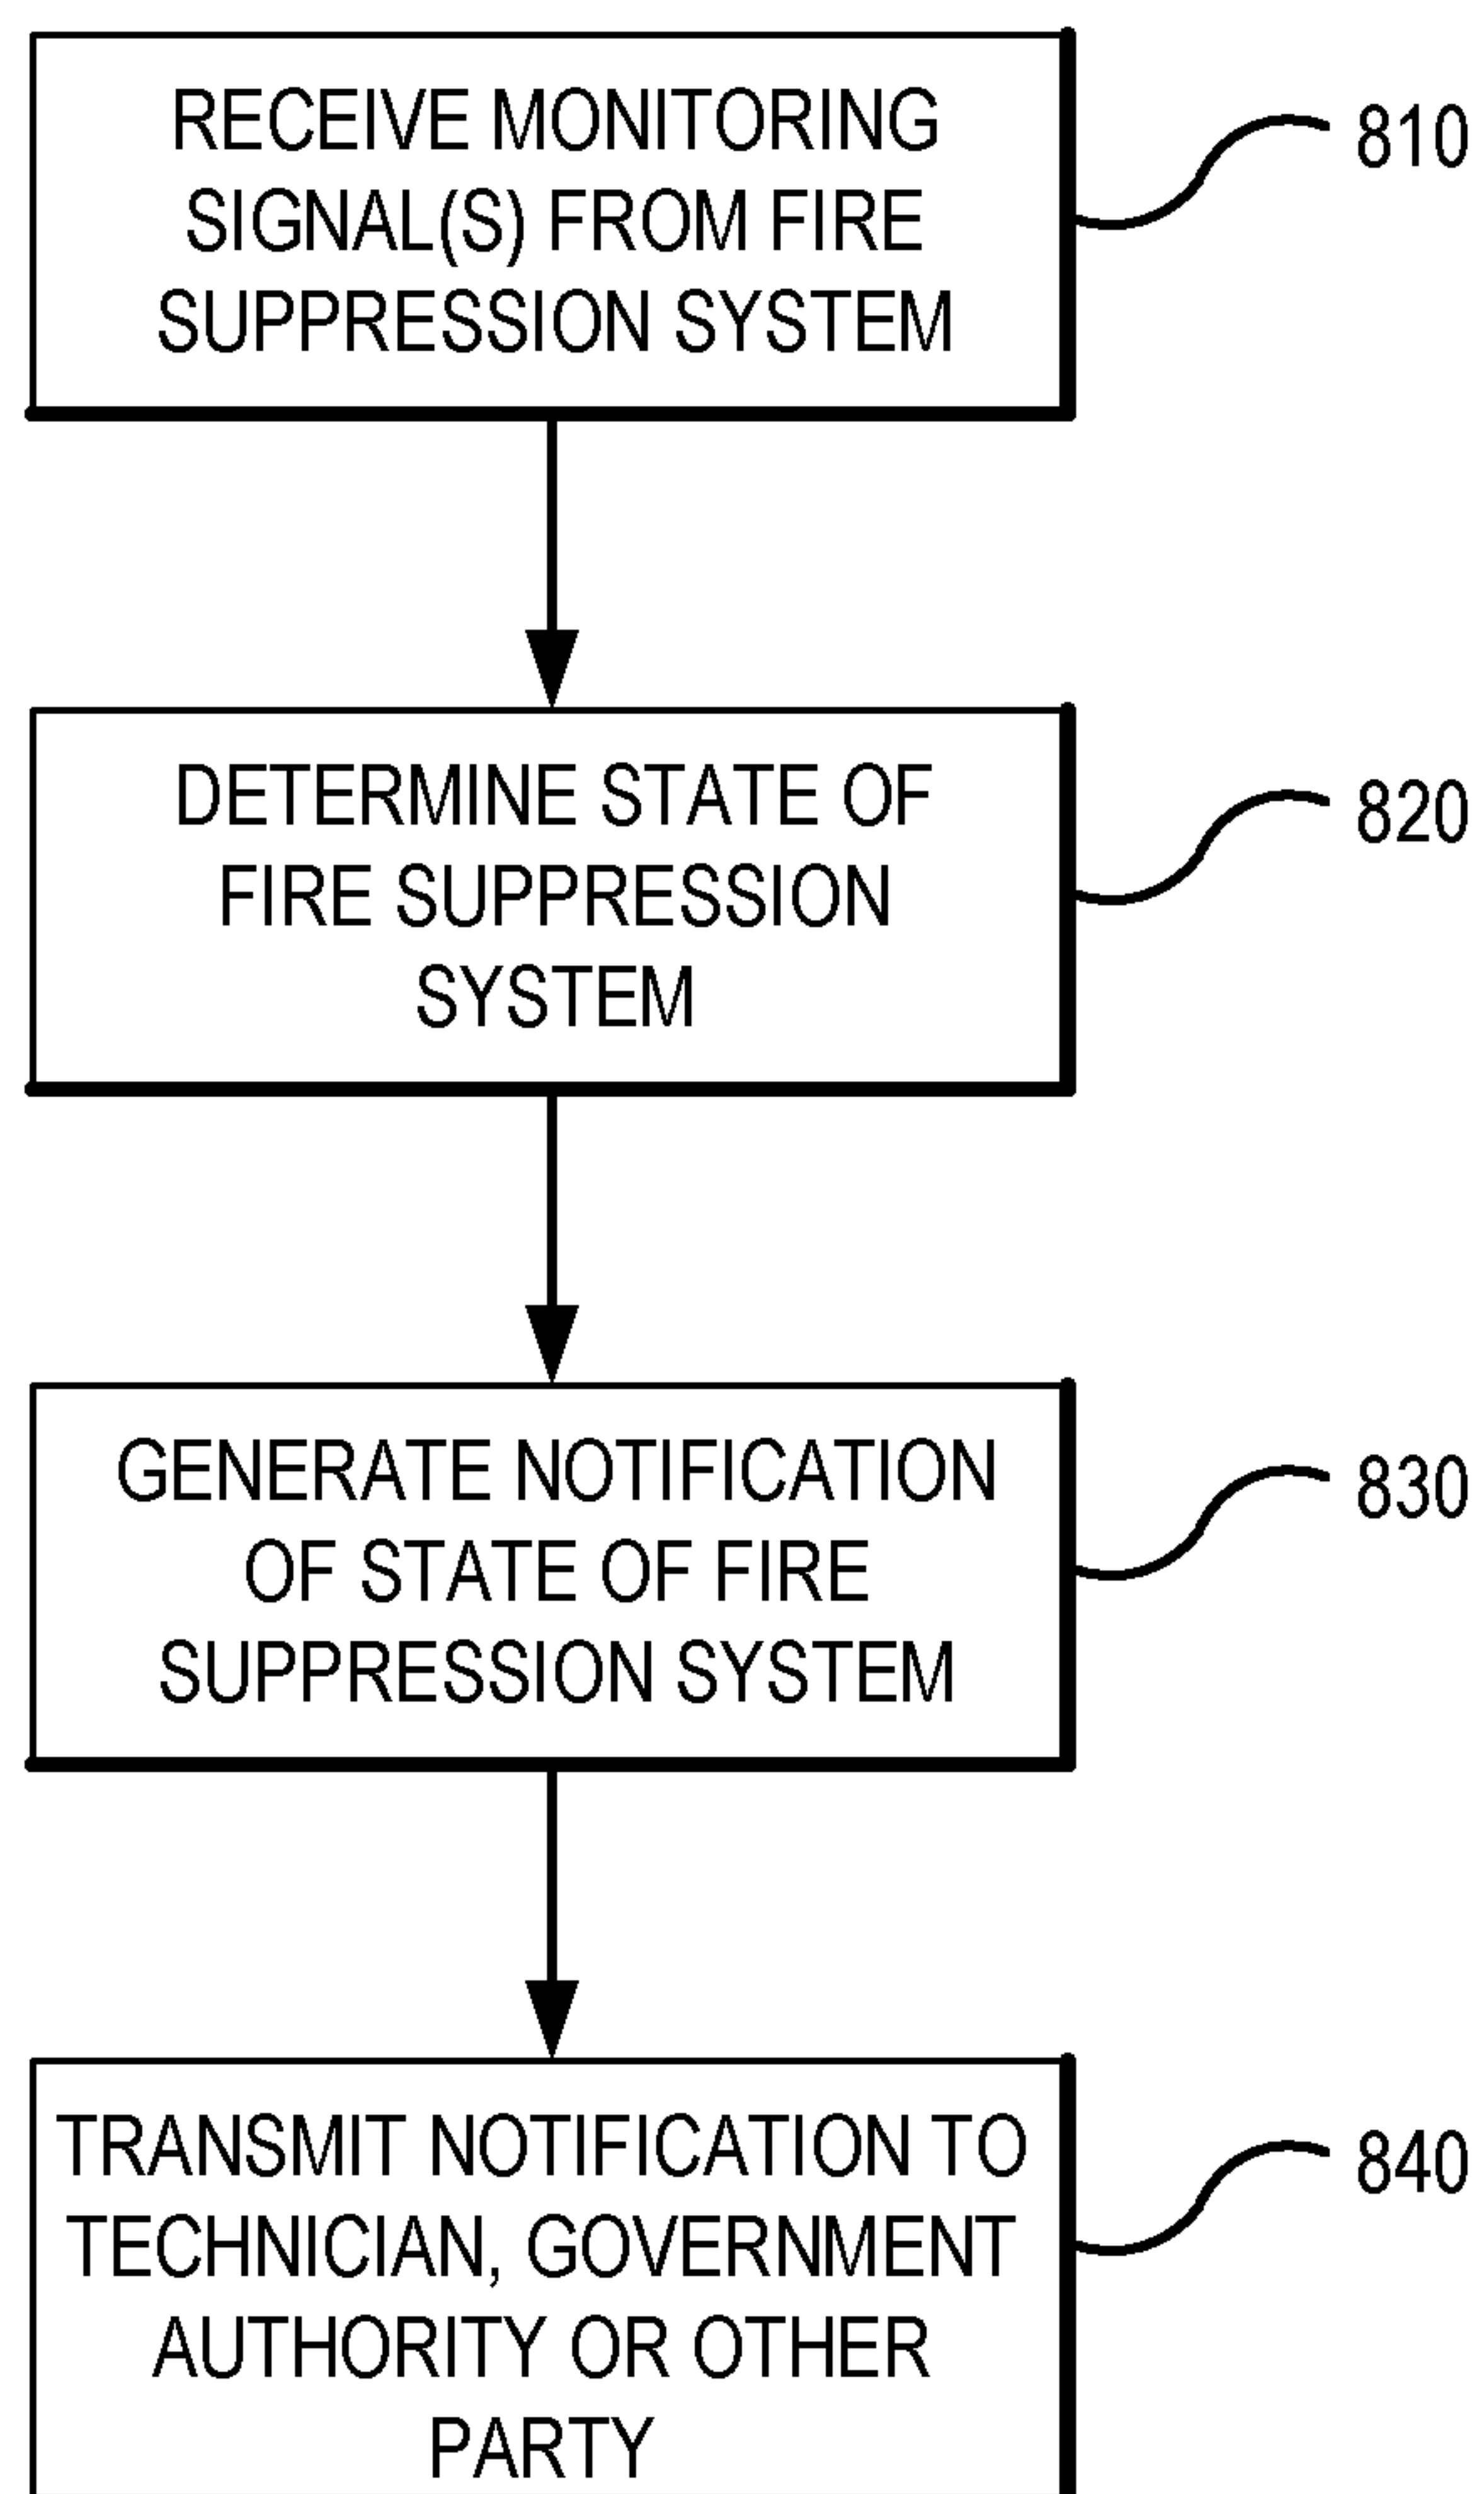 RECEIVE MONITORING
SIGNAL(S) FROM FIRE
SUPPRESSION SYSTEM
810
DETERMINE STATE OF
FIRE SUPPRESSION
SYSTEM
820
GENERATE NOTIFICATION
OF STATE OF FIRE
SUPPRESSION SYSTEM
830
TRANSMIT NOTIFICATION TO
TECHNICIAN, GOVERNMENT
AUTHORITY OR OTHER
PARTY
840